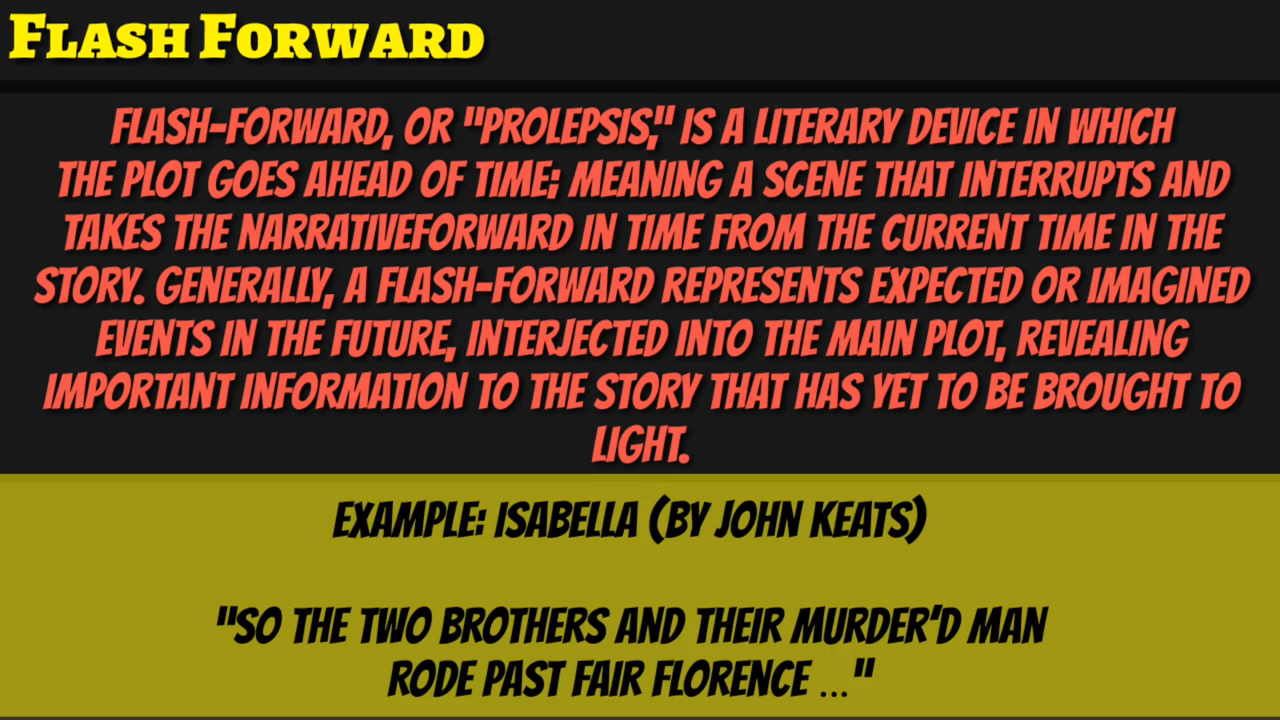 Flash Forward
FLASH-FORWARD, OR "PROLEPSIS," IS A LITERARY DEVICE IN WHICH
THE PLOT GOES AHEAD OF TIME; MEANING A SCENE THAT INTERRUPTS AND
TAKES THE NARRATIVEFORWARD IN TIME FROM THE CURRENT TIME IN THE
STORY. GENERALLY, A FLASH-FORWARD REPRESENTS EXPECTED OR IMAGINED
EVENTS IN THE FUTURE, INTERJECTED INTO THE MAIN PLOT, REVEALING
IMPORTANT INFORMATION TO THE STORY THAT HAS YET TO BE BROUGHT TO
LIGHT.
EXAMPLE: ISABELLA (BY JOHN KEATS)
"SO THE TWO BROTHERS AND THEIR MURDER'D MAN
RODE PAST FAIR FLORENCE …"